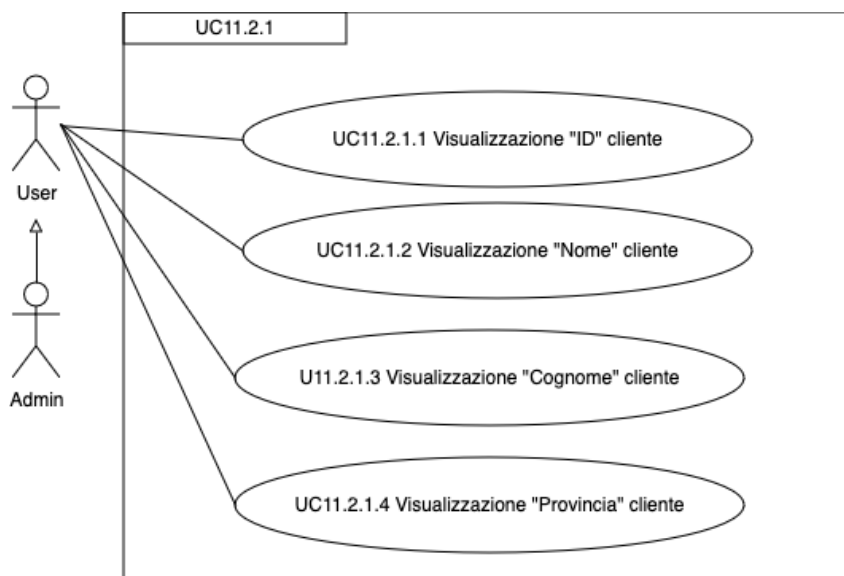 UC11.2.1
UC11.2.1.1 Visualizzazione "ID" cliente
User
UC11.2.1.2 Visualizzazione "Nome" cliente
U11.2.1.3 Visualizzazione "Cognome" cliente
Admin
UC11.2.1.4 Visualizzazione "Provincia" cliente